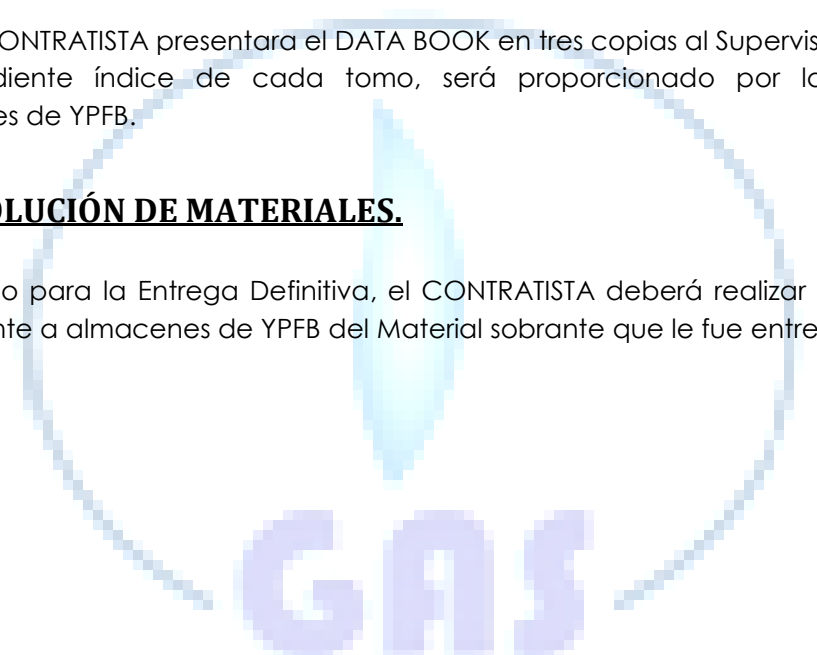 ONTRATISTA presentara el DATA BOOK en tres copias al Supervis
diente índice de cada tomo, será proporcionado por la
es de YPFB.
OLUCIÓN DE MATERIALES.
o para la Entrega Definitiva, el CONTRATISTA deberá realizar
nte a almacenes de YPFB del Material sobrante que le fue entre
GAS